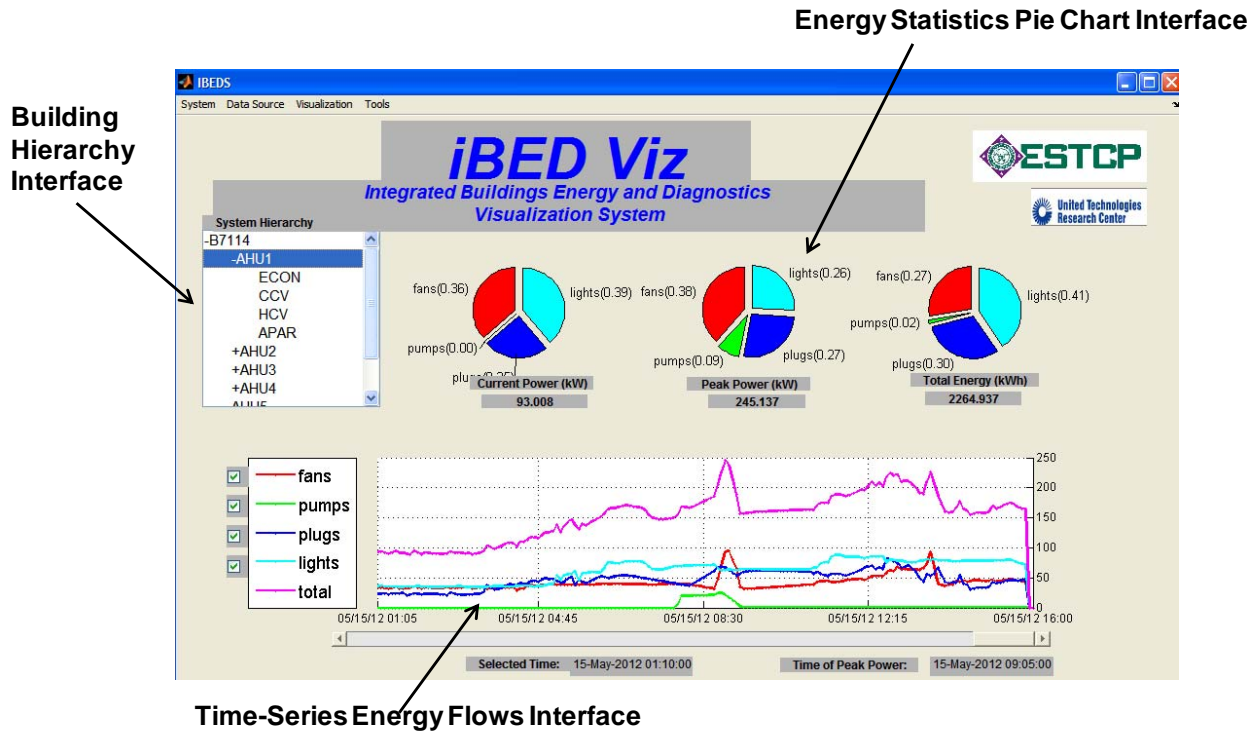 Energy Statistics Pie Chart Interface
Building
Hierarchy
Interface
IBEDS
System Data Source Visualization Tools
iBED Viz
Integrated Buildings Energy and Diagnostics
Visualization System
ESTCP
United Technologies
Research Center
System Hierarchy
-B7114
-AHU1
ECON
CCV
HCV
APAR
+AHU2
+AHU3
+AHU4
fans(0.36)
lights(0.39)
pumps(0.00)
Current Power (kW)
93.008
fans(0.38)
lights(0.26)
pumps(0.09)
plugs(0.27)
Peak Power (kW)
245.137
fans(0.27)
lights(0.41)
pumps(0.02)
plugs(0.30)
Total Energy (kWh)
2264.937
fans
pumps
plugs
lights
total
250
200
150
100
50
0
05/15/12 01:05
05/15/12 04:45
05/15/12 08:30
05/15/12 12:15
05/15/12 16:00
Selected Time: 15-May-2012 01:10:00
Time of Peak Power: 15-May-2012 09:05:00
Time-Series Energy Flows Interface